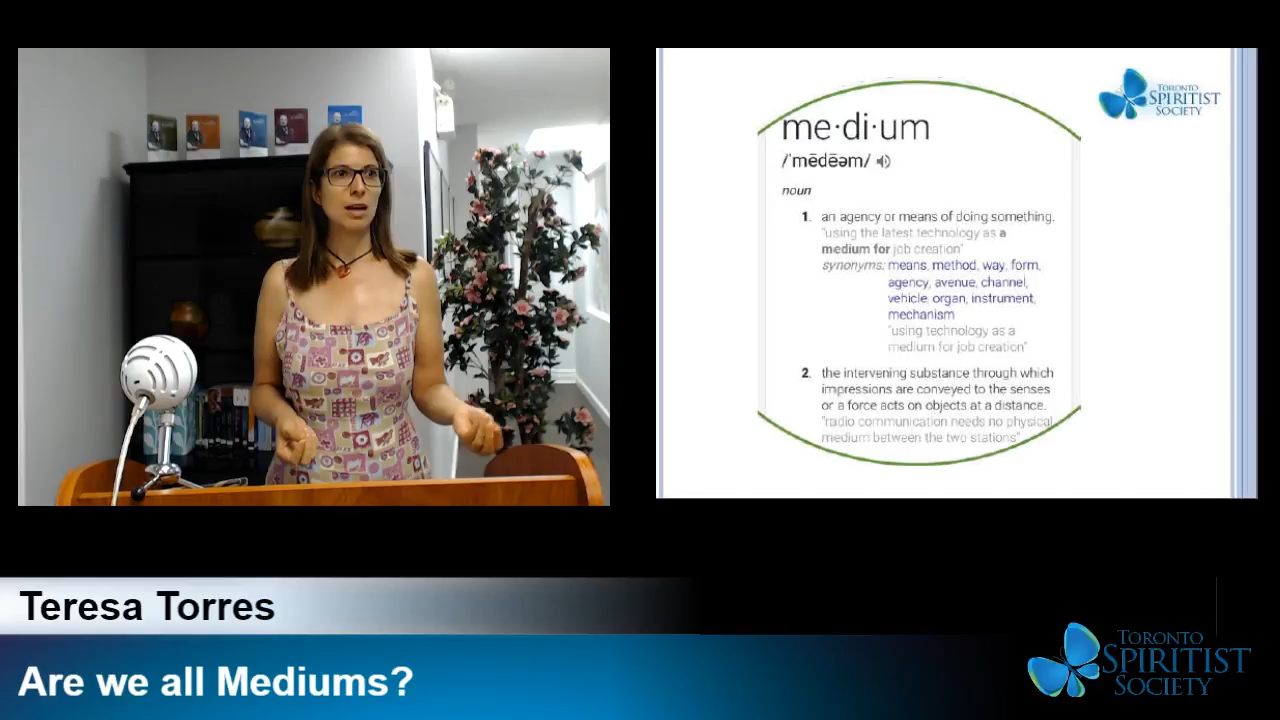 TORONTO
SPIRITIST
SOCIETY
me·di·um
/ˈmēdēəm/
noun
1. an agency or means of doing something.
"using the latest technology as a
medium for job creation"
synonyms: means, method, way, form,
agency, avenue, channel,
vehicle, organ, instrument,
mechanism
"using technology as a
medium for job creation"
2. the intervening substance through which
impressions are conveyed to the senses
or a force acts on objects at a distance.
"radio communication needs no physical
medium between the two stations"
Teresa Torres
Are we all Mediums?
TORONTO
SPIRITIST
SOCIETY